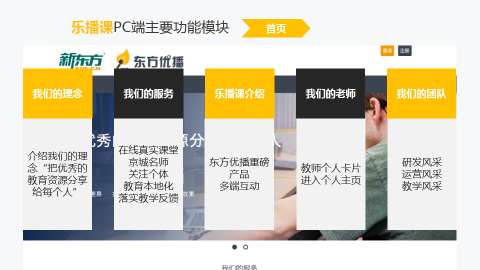 乐播课PC端主要功能模块
首页
新东方
东方优播
登录
注册
我们的理念
我们的服务
乐播课介绍
我们的老师
我们的团队
介绍我们的理
念“把优秀的
教育资源分享
给每个人”
在线真实课堂
京城名师
关注个体
教育本地化
落实教学反馈
东方优播重磅
产品
多端互动
教师个人卡片
进入个人主页
研发风采
运营风采
教学风采
我们的服务